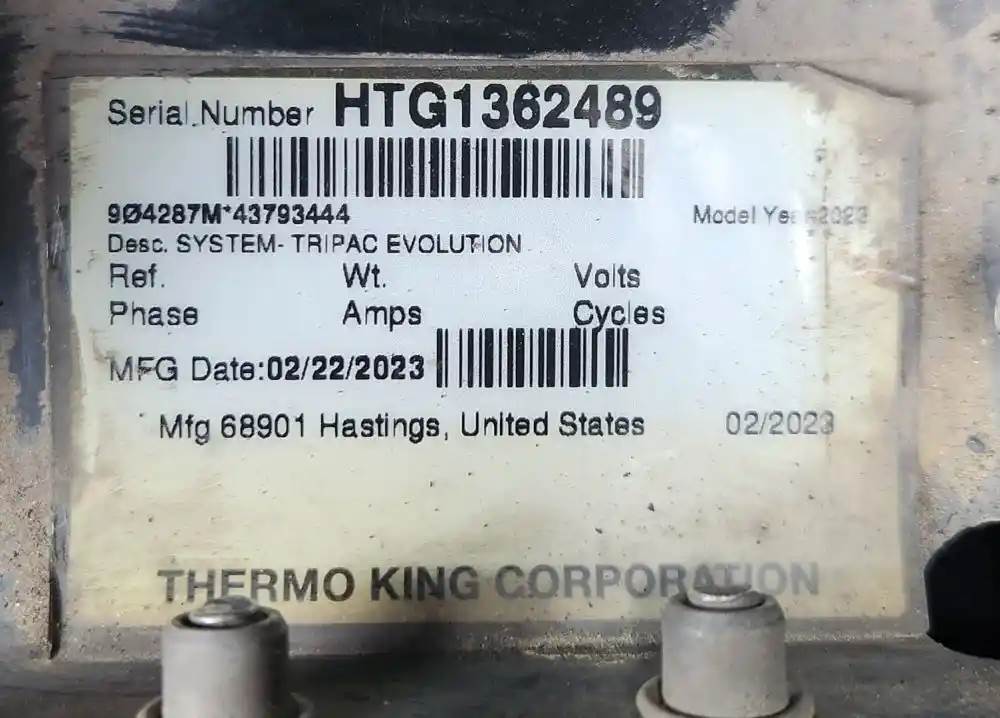 Serial Number HTG1362489
9Ø4287M*43793444 Model Year 2023
Desc. SYSTEM- TRIPAC EVOLUTION
Ref. Wt. Volts
Phase Amps Cycles
MFG Date:02/22/2023
Mfg 68901 Hastings, United States 02/2023
THERMO KING CORPORATION